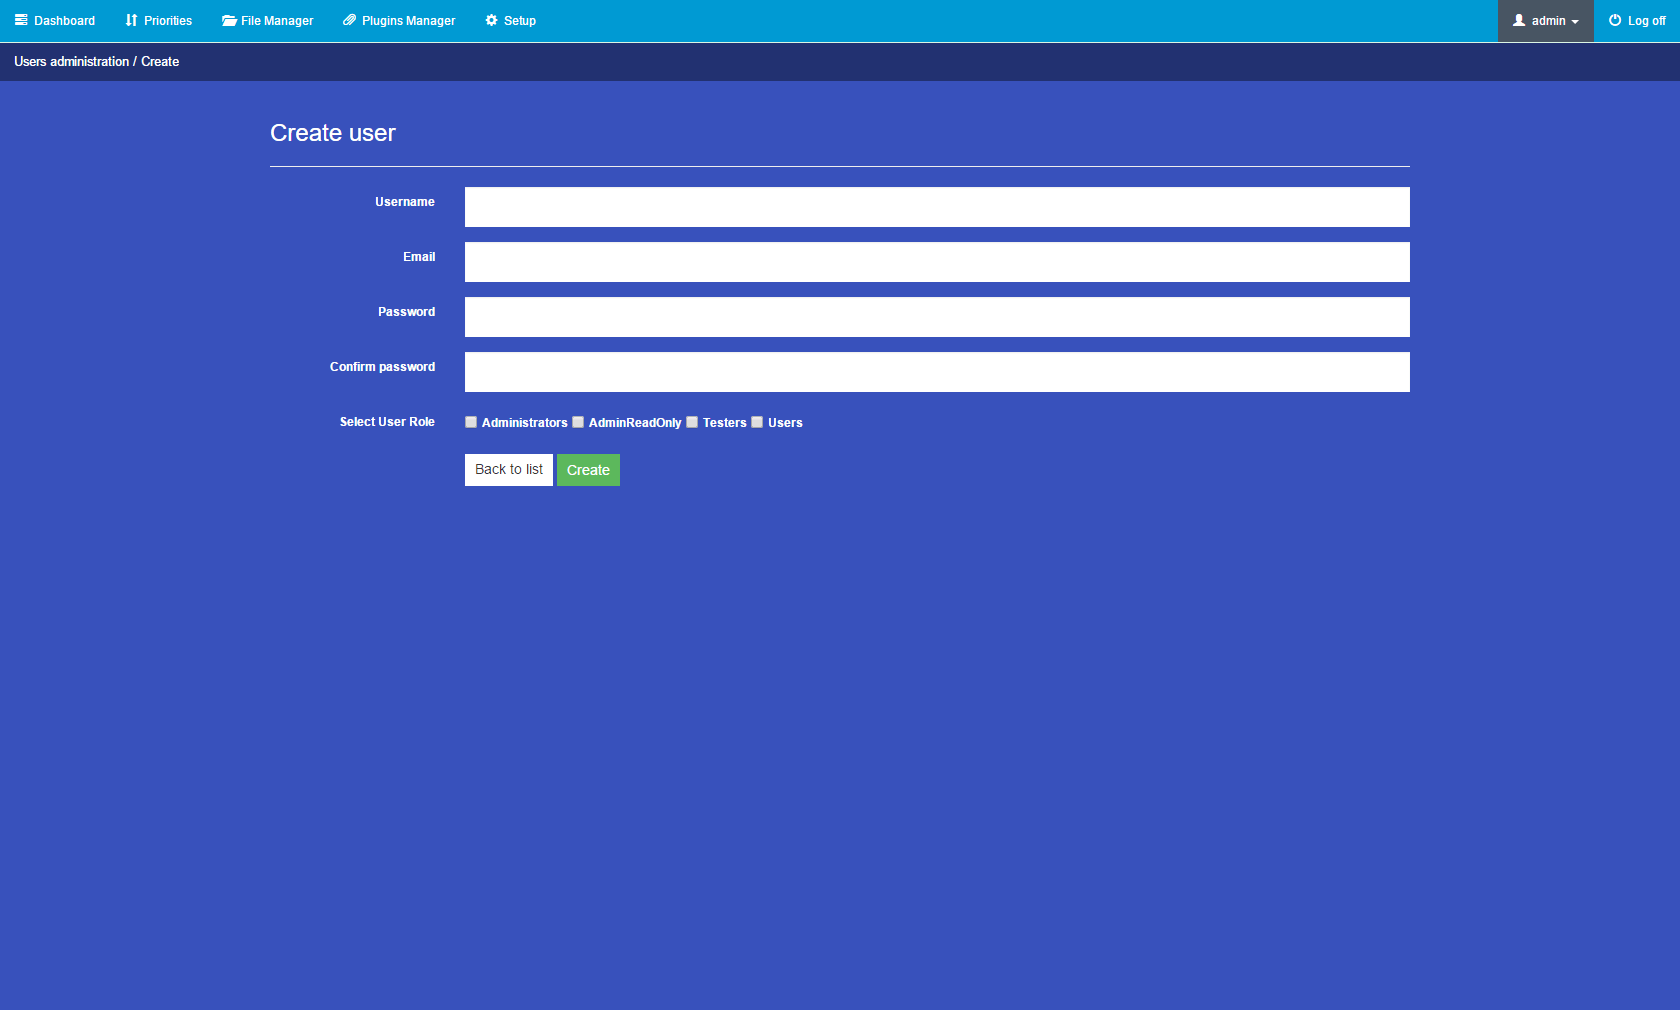 Dashboard Priorities File Manager Plugins Manager Setup admin Log off
Users administration / Create
Create user
Username
Email
Password
Confirm password
Select User Role Administrators AdminReadOnly Testers Users
Back to list Create